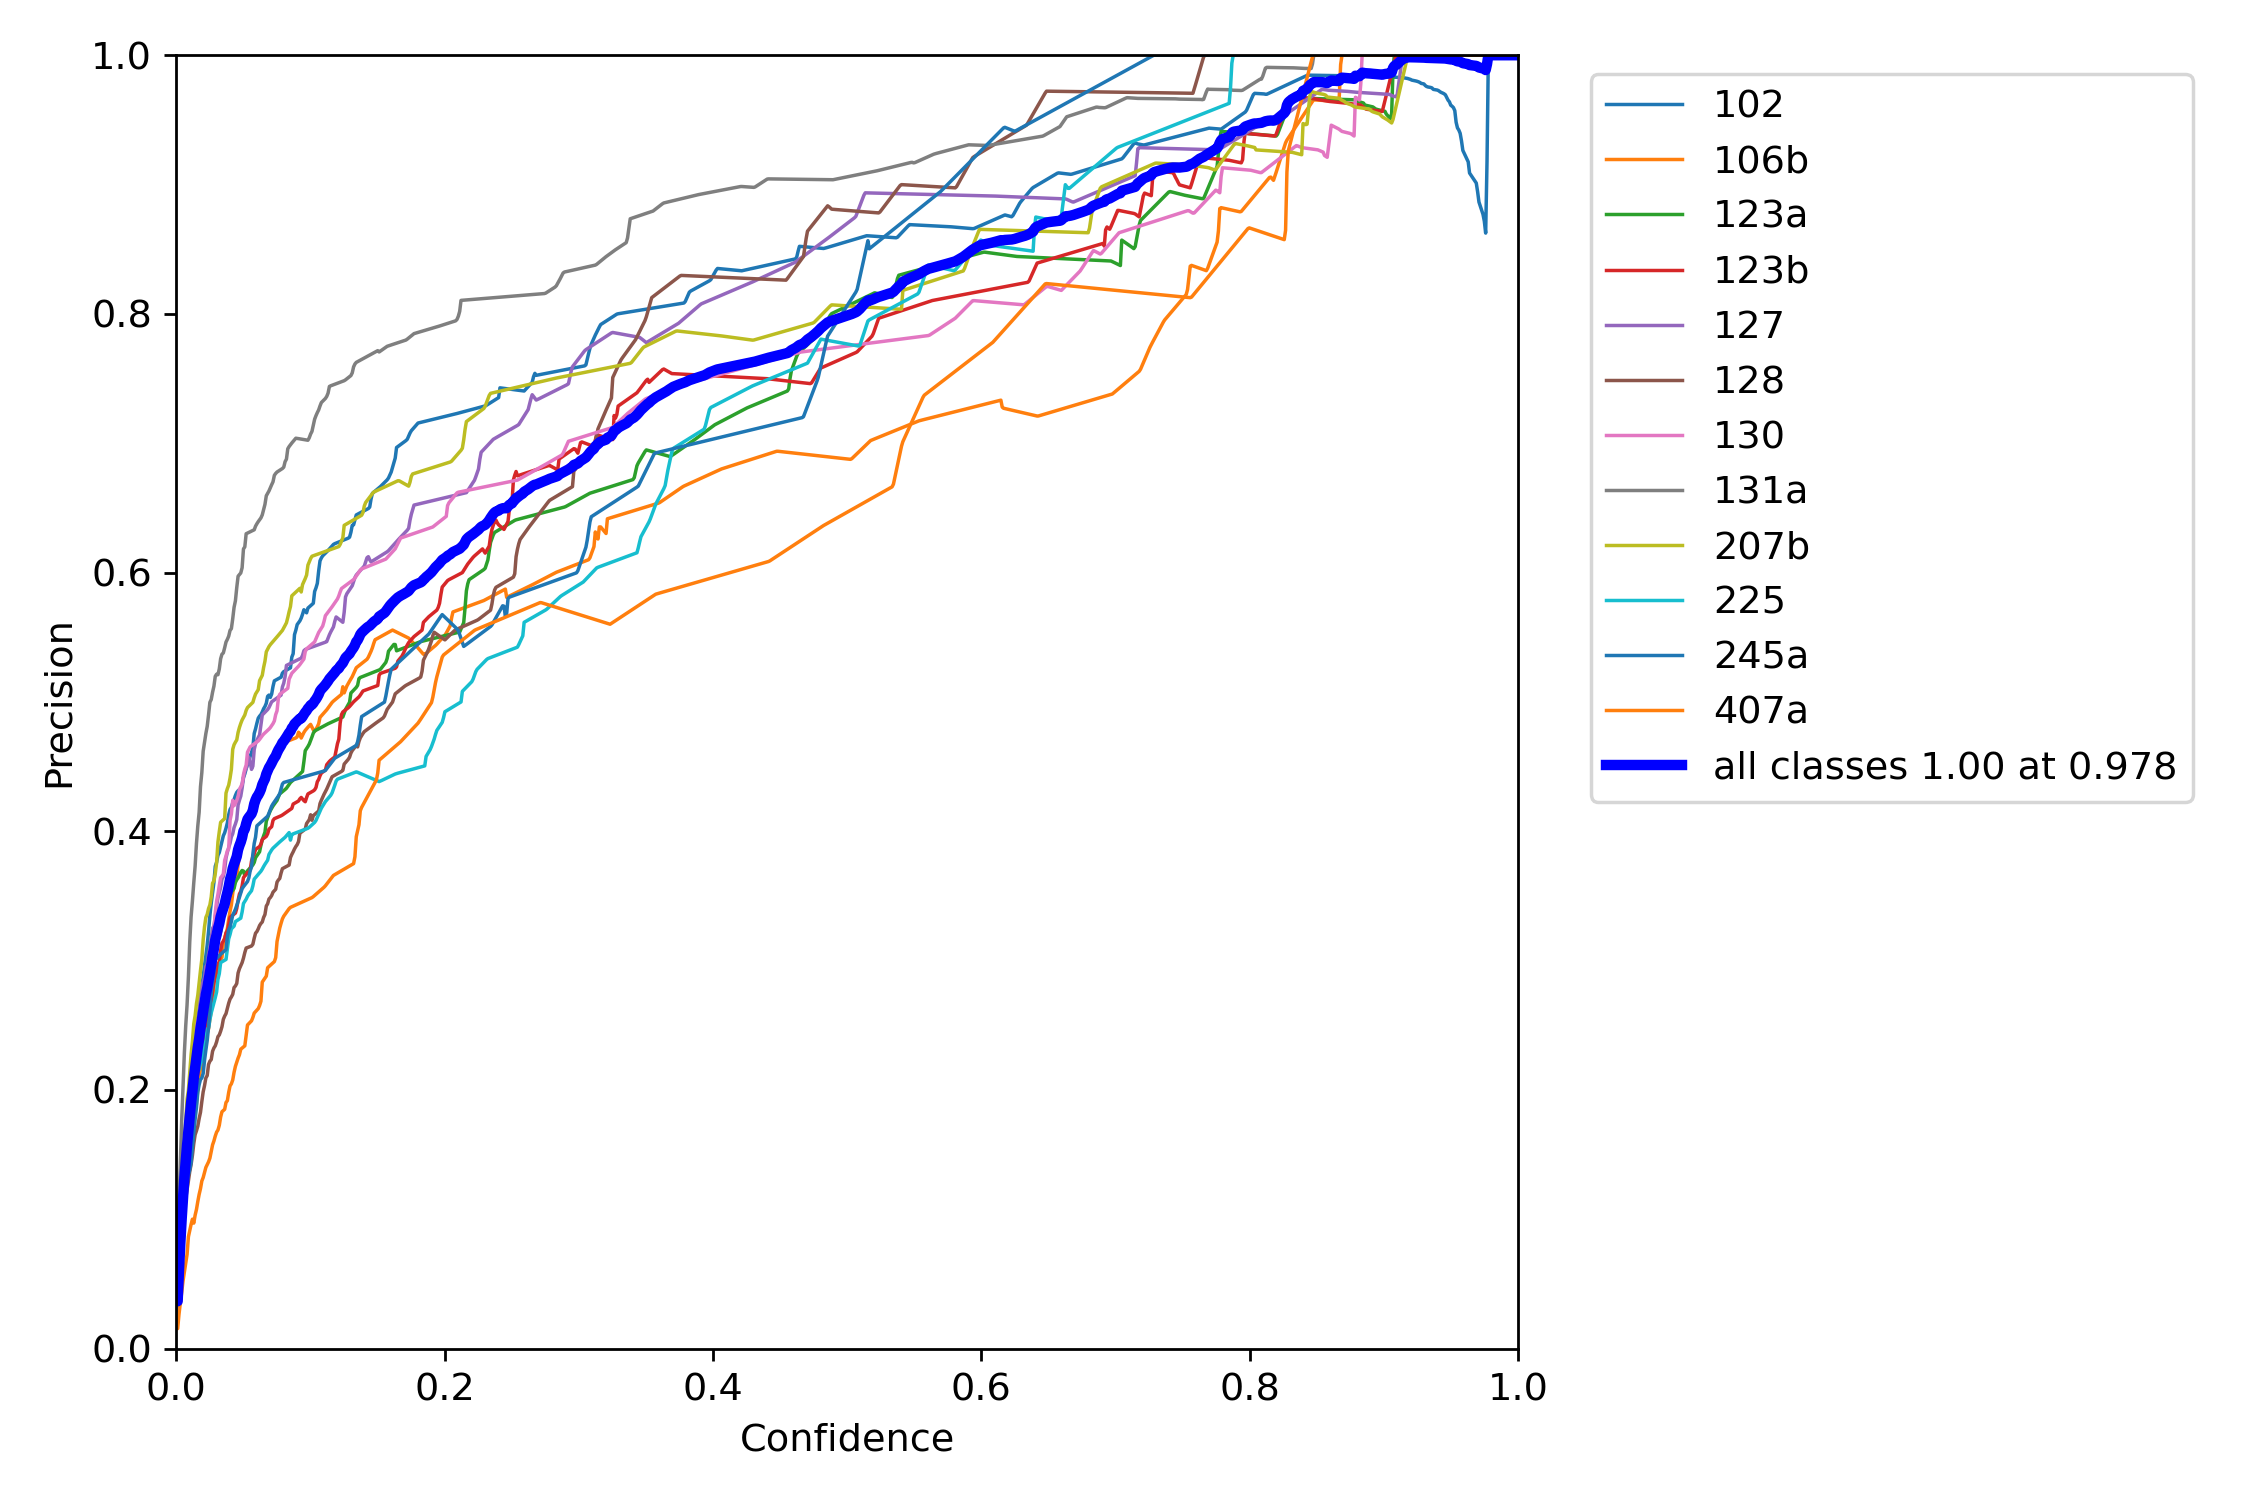 1.0
0.8
0.6
0.4
0.2
0.0
Precision
0.0 0.2 0.4 0.6 0.8 1.0
Confidence
102
106b
123a
123b
127
128
130
131a
207b
225
245a
407a
all classes 1.00 at 0.978